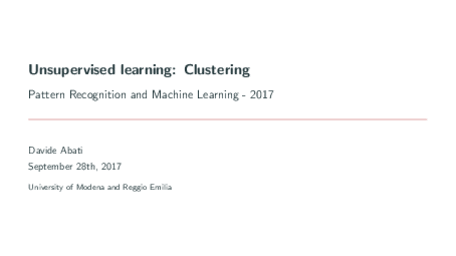 Unsupervised learning: Clustering
Pattern Recognition and Machine Learning - 2017
Davide Abati
September 28th, 2017
University of Modena and Reggio Emilia